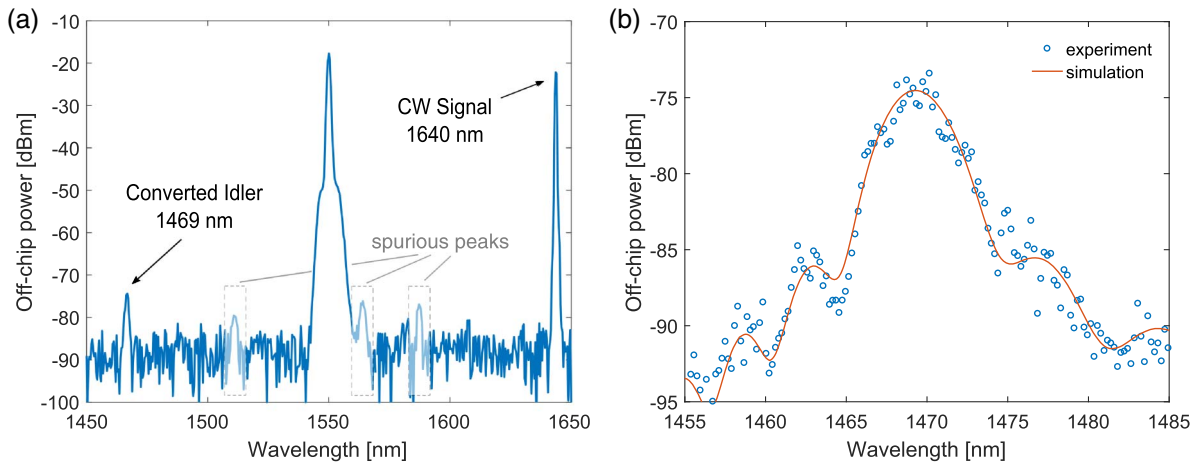 (a)
Off-chip power [dBm]
-10
-20
-30
-40
-50
-60
-70
-80
-90
-100
1450
1500
1550
1600
1650
Wavelength [nm]
Converted Idler
1469 nm
CW Signal
1640 nm
spurious peaks
(b)
Off-chip power [dBm]
-70
-75
-80
-85
-90
-95
1455
1460
1465
1470
1475
1480
1485
Wavelength [nm]
experiment
simulation